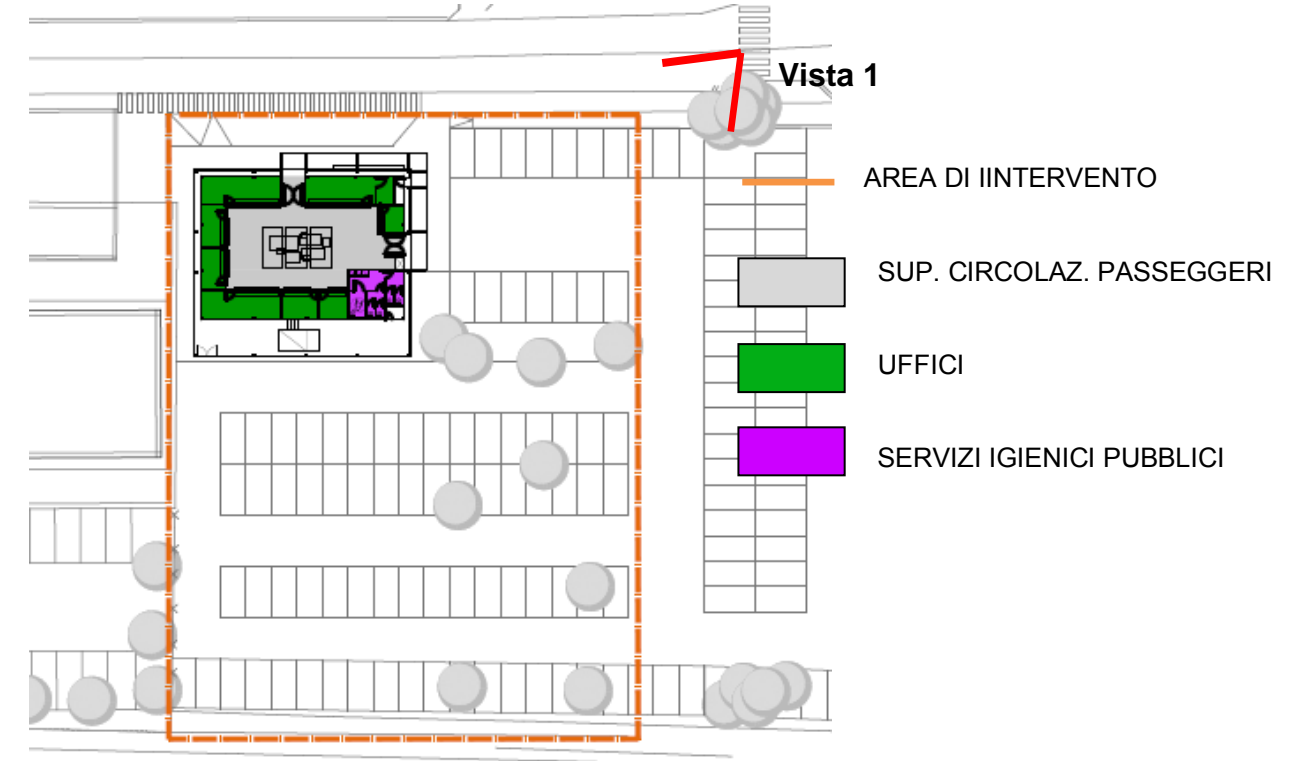 Vista 1
AREA DI IINTERVENTO
SUP. CIRCOLAZ. PASSEGGERI
UFFICI
SERVIZI IGIENICI PUBBLICI